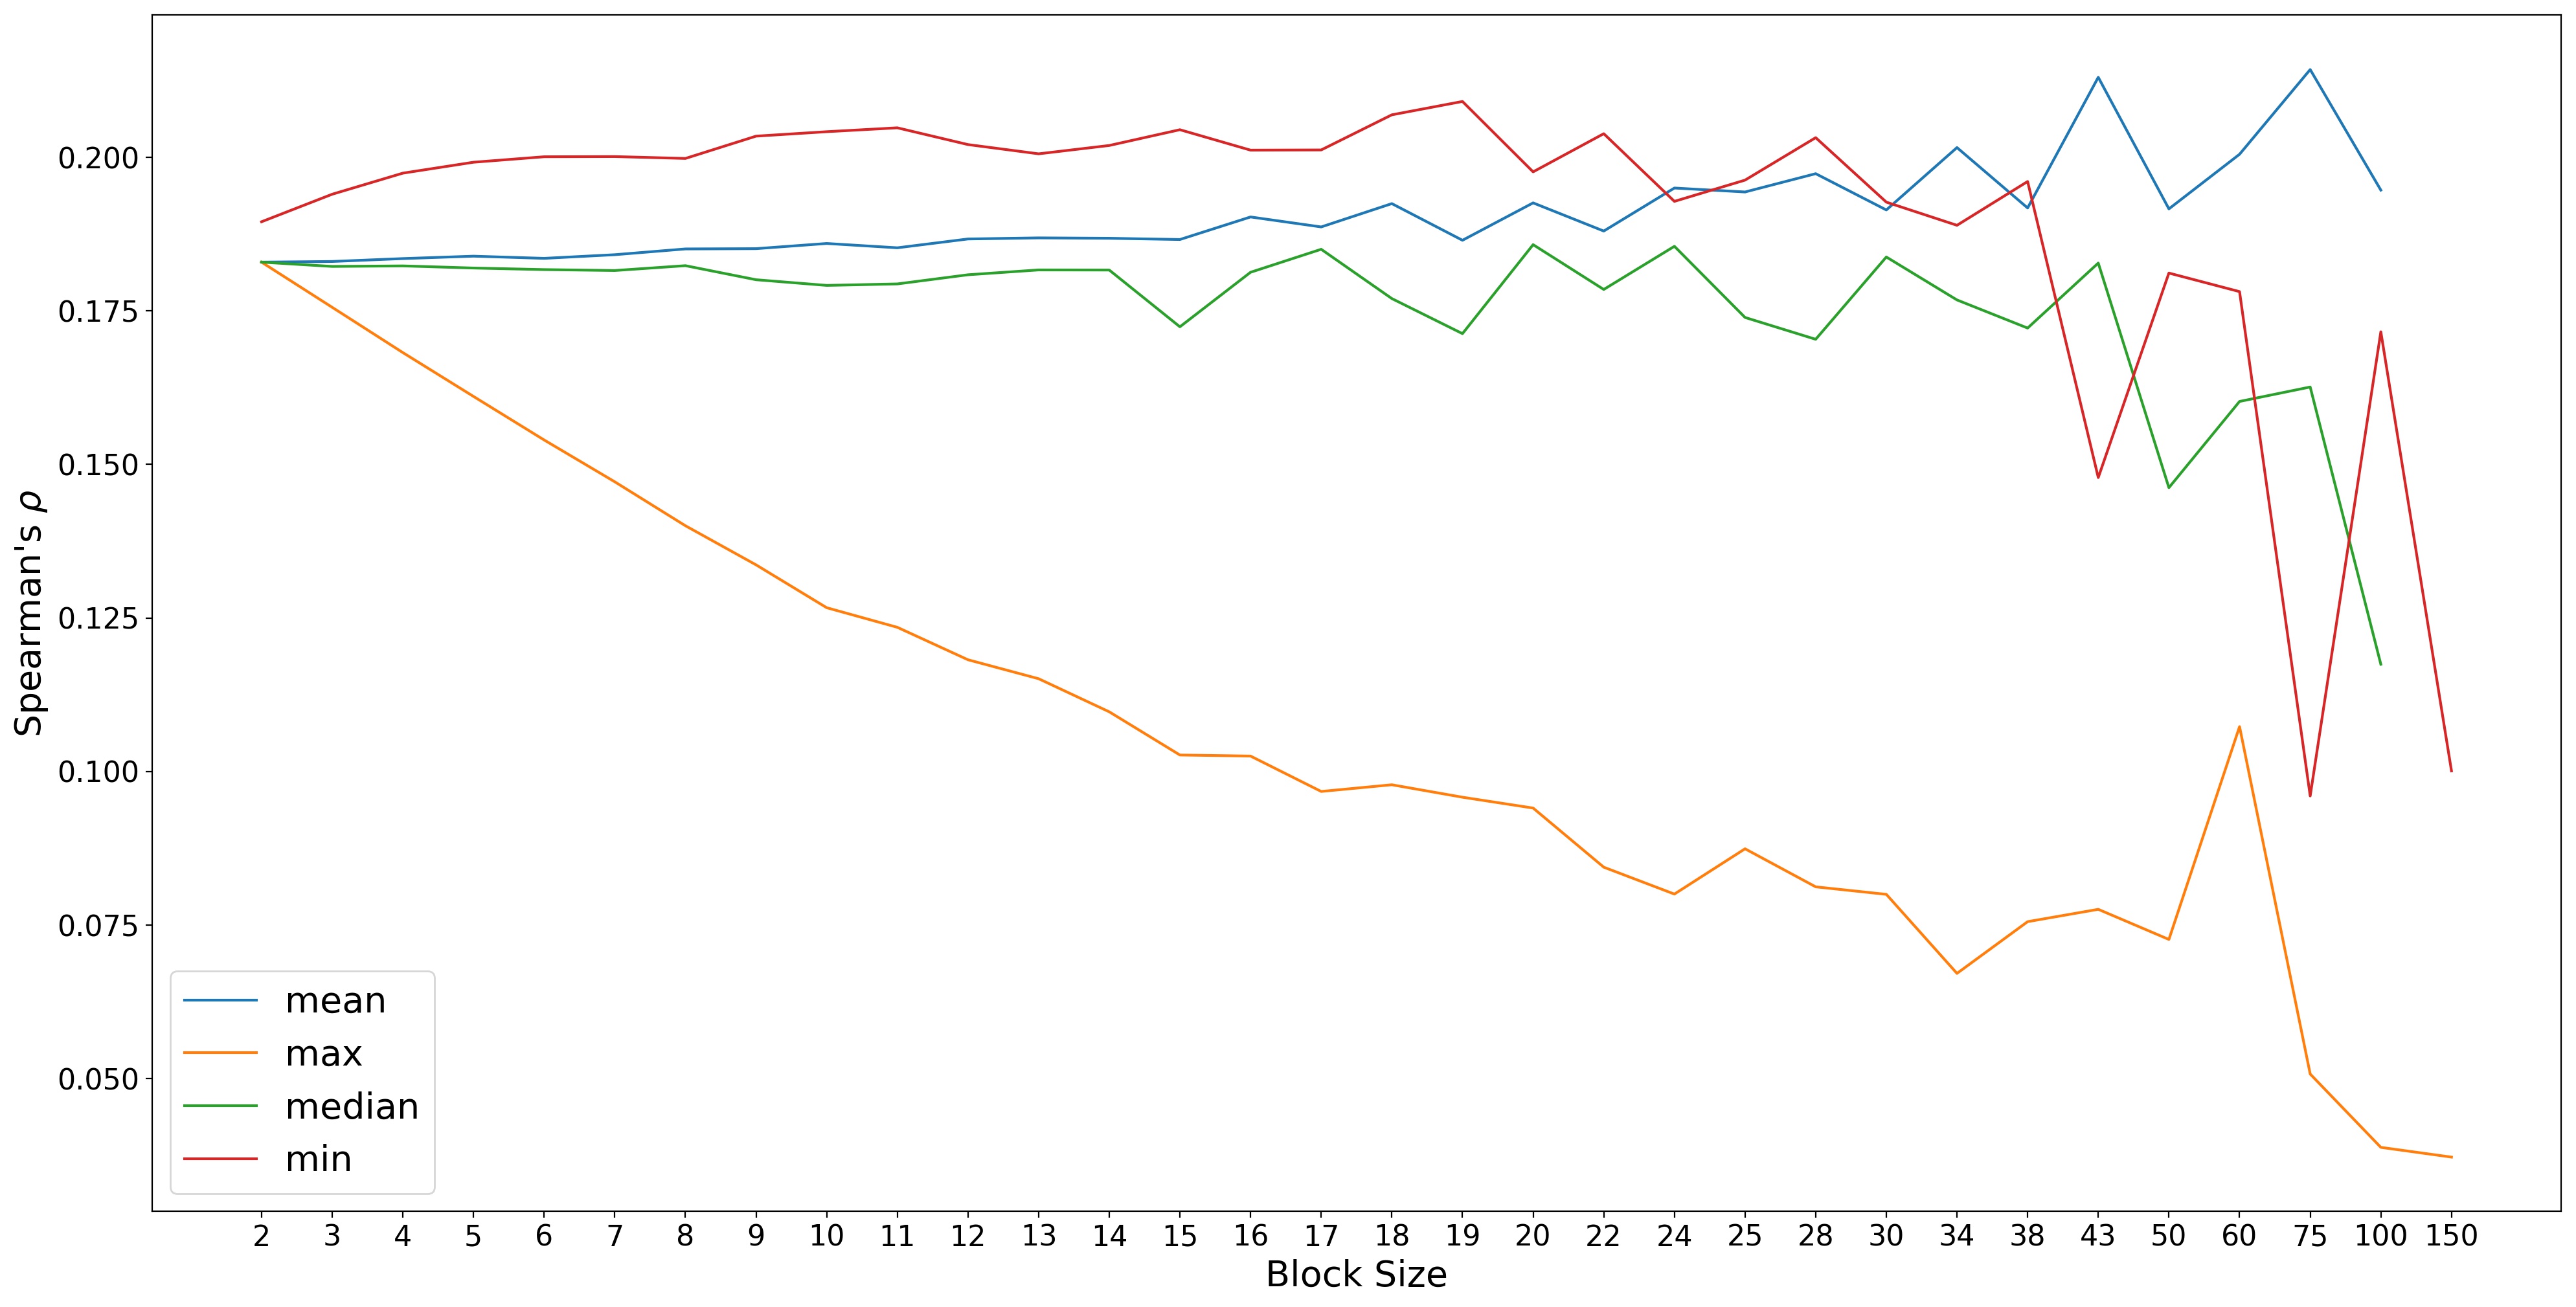 0.200
0.175
0.150
0.125
0.100
0.075
0.050
Spearman's ρ
mean
max
median
min
2 3 4 5 6 7 8 9 10 11 12 13 14 15 16 17 18 19 20 22 24 25 28 30 34 38 43 50 60 75 100 150
Block Size